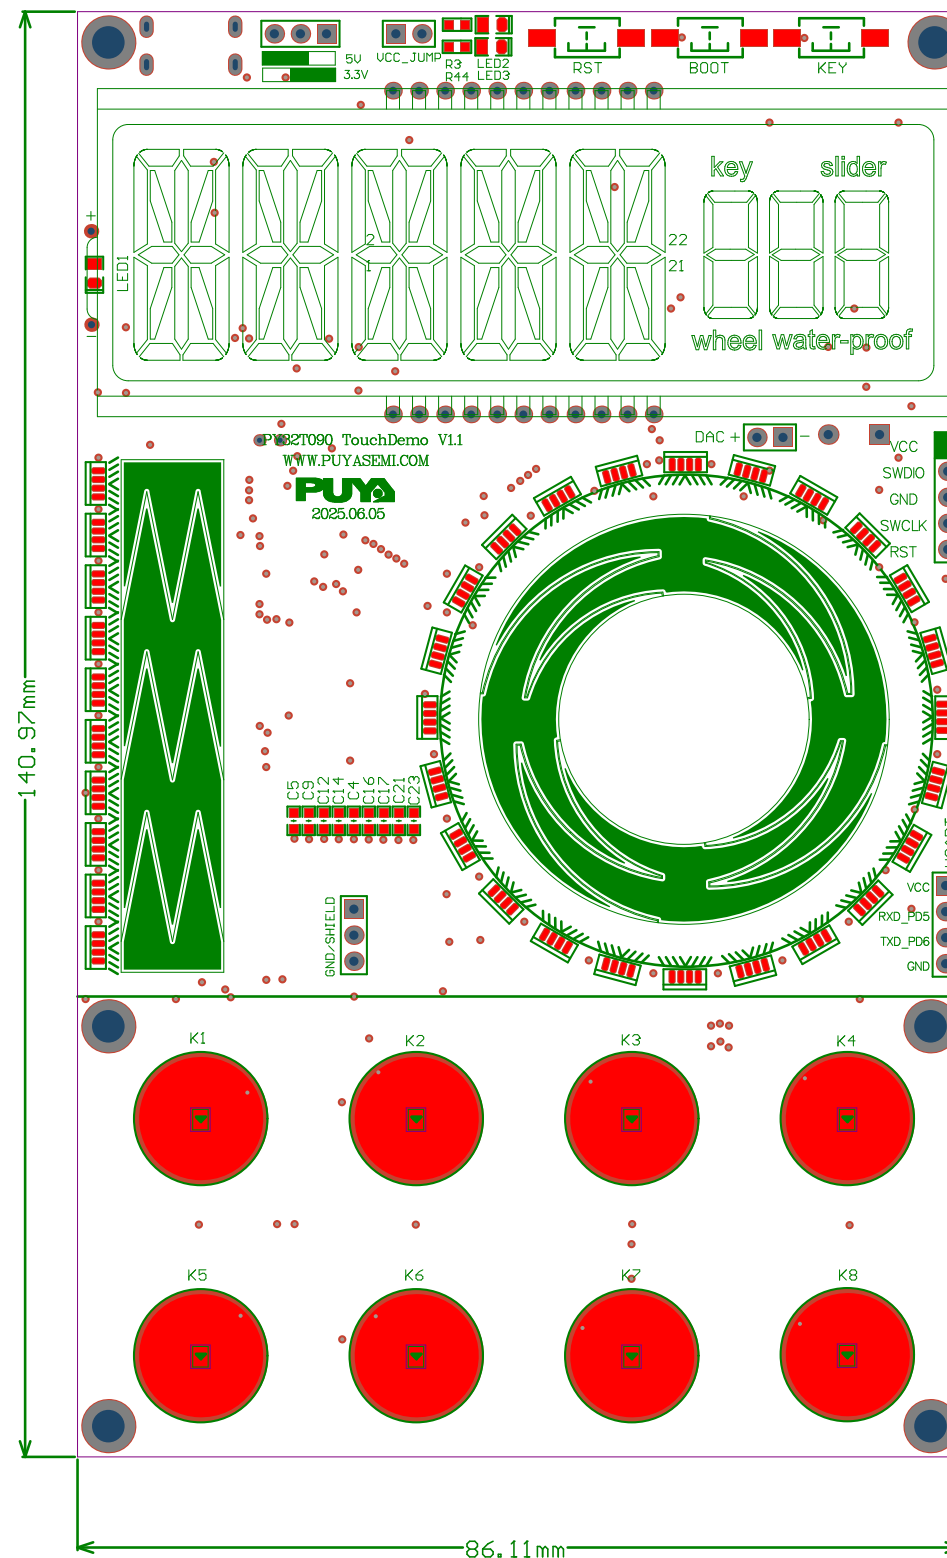 5V
3.3V
VCC_JUMP
R3
R44
LED2
LED3
RST
BOOT
KEY
key
slider
+
LED1
−
2
1
22
21
wheel
water-proof
PY32T090 TouchDemo V1.1
WWW.PUYASEMI.COM
PUYA
2025.06.05
DAC + −
VCC
SWDIO
GND
SWCLK
RST
140.97mm
C5
C9
C12
C14
C4
C16
C17
C21
C23
GND/SHIELD
VCC
RXD_PD5
TXD_PD6
GND
K1
K2
K3
K4
K5
K6
K7
K8
86.11mm